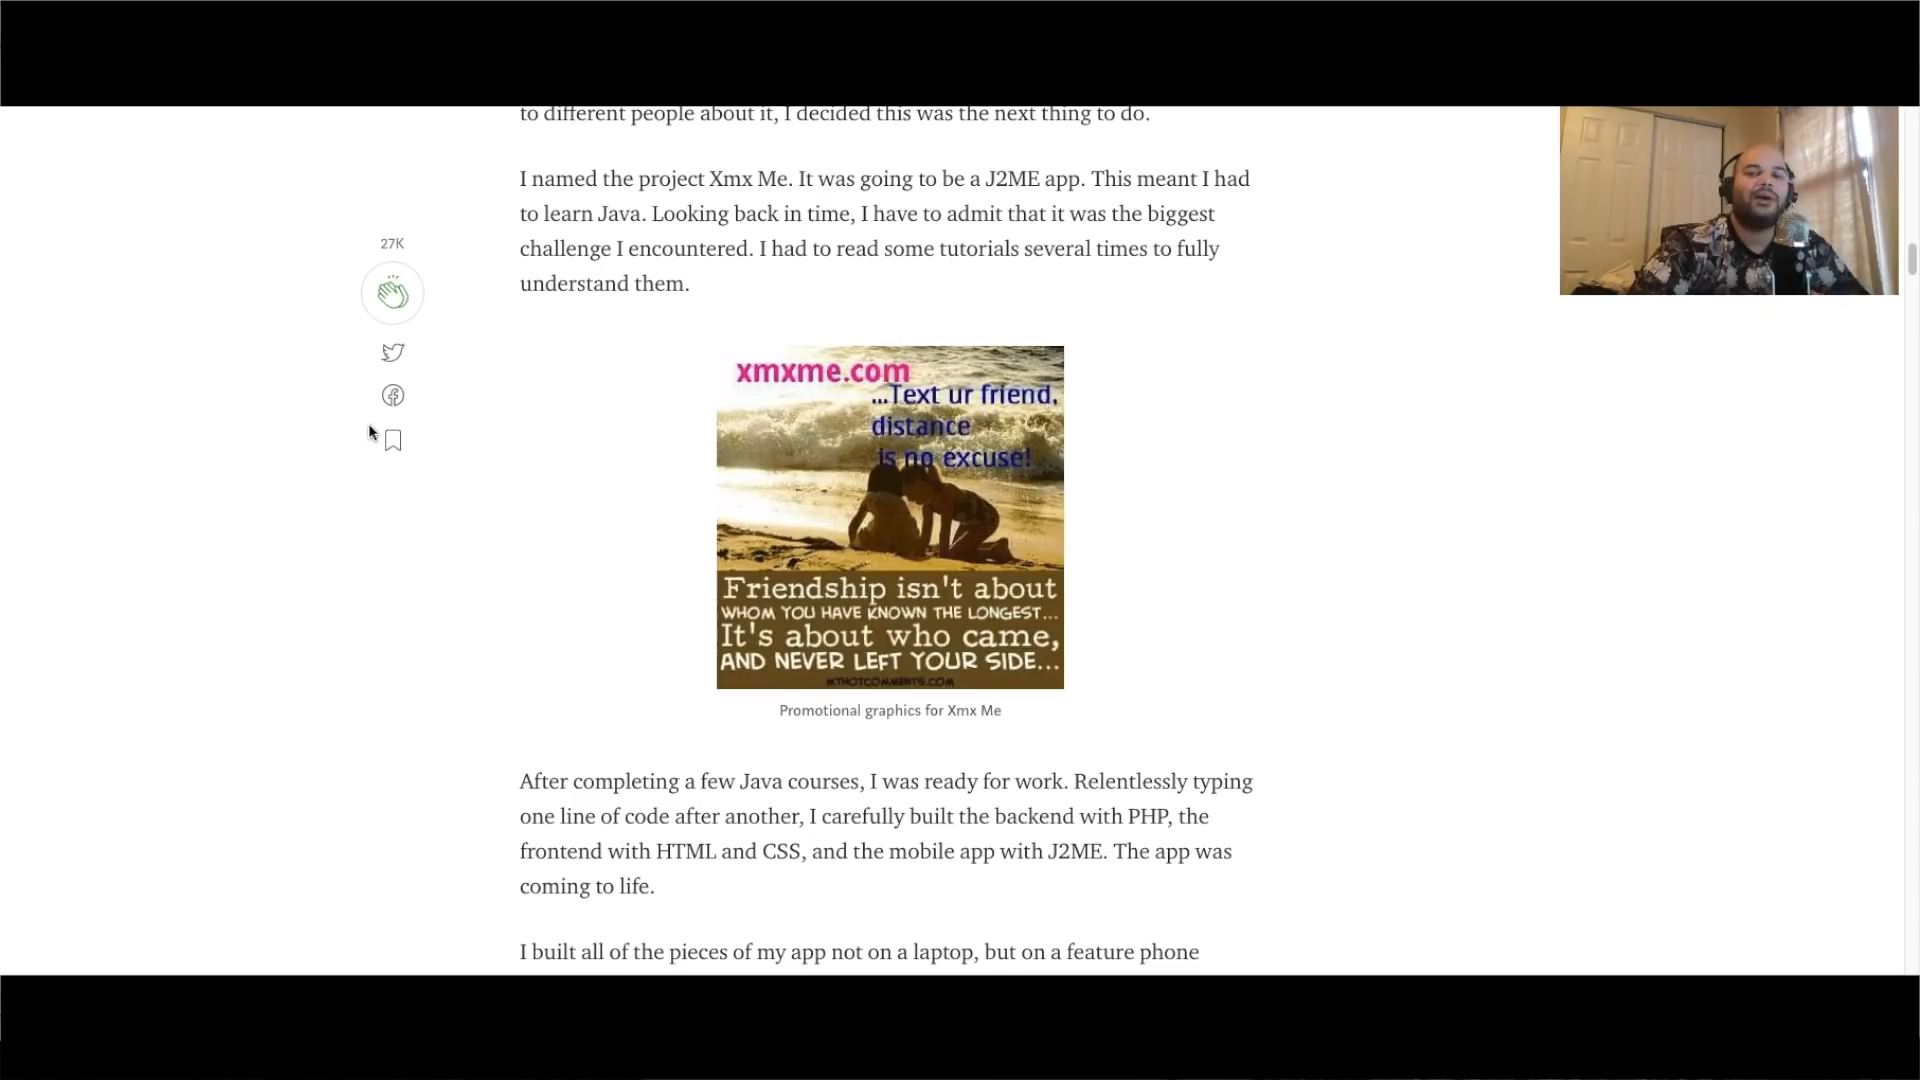 to different people about it, I decided this was the next thing to do.
I named the project Xmx Me. It was going to be a J2ME app. This meant I had
to learn Java. Looking back in time, I have to admit that it was the biggest
challenge I encountered. I had to read some tutorials several times to fully
understand them.
27K
xmxme.com
...Text ur friend,
distance
is no excuse!
Friendship isn't about
WHOM YOU HAVE KNOWN THE LONGEST...
It's about who came,
AND NEVER LEFT YOUR SIDE...
MYHOTCOMMENTS.COM
Promotional graphics for Xmx Me
After completing a few Java courses, I was ready for work. Relentlessly typing
one line of code after another, I carefully built the backend with PHP, the
frontend with HTML and CSS, and the mobile app with J2ME. The app was
coming to life.
I built all of the pieces of my app not on a laptop, but on a feature phone